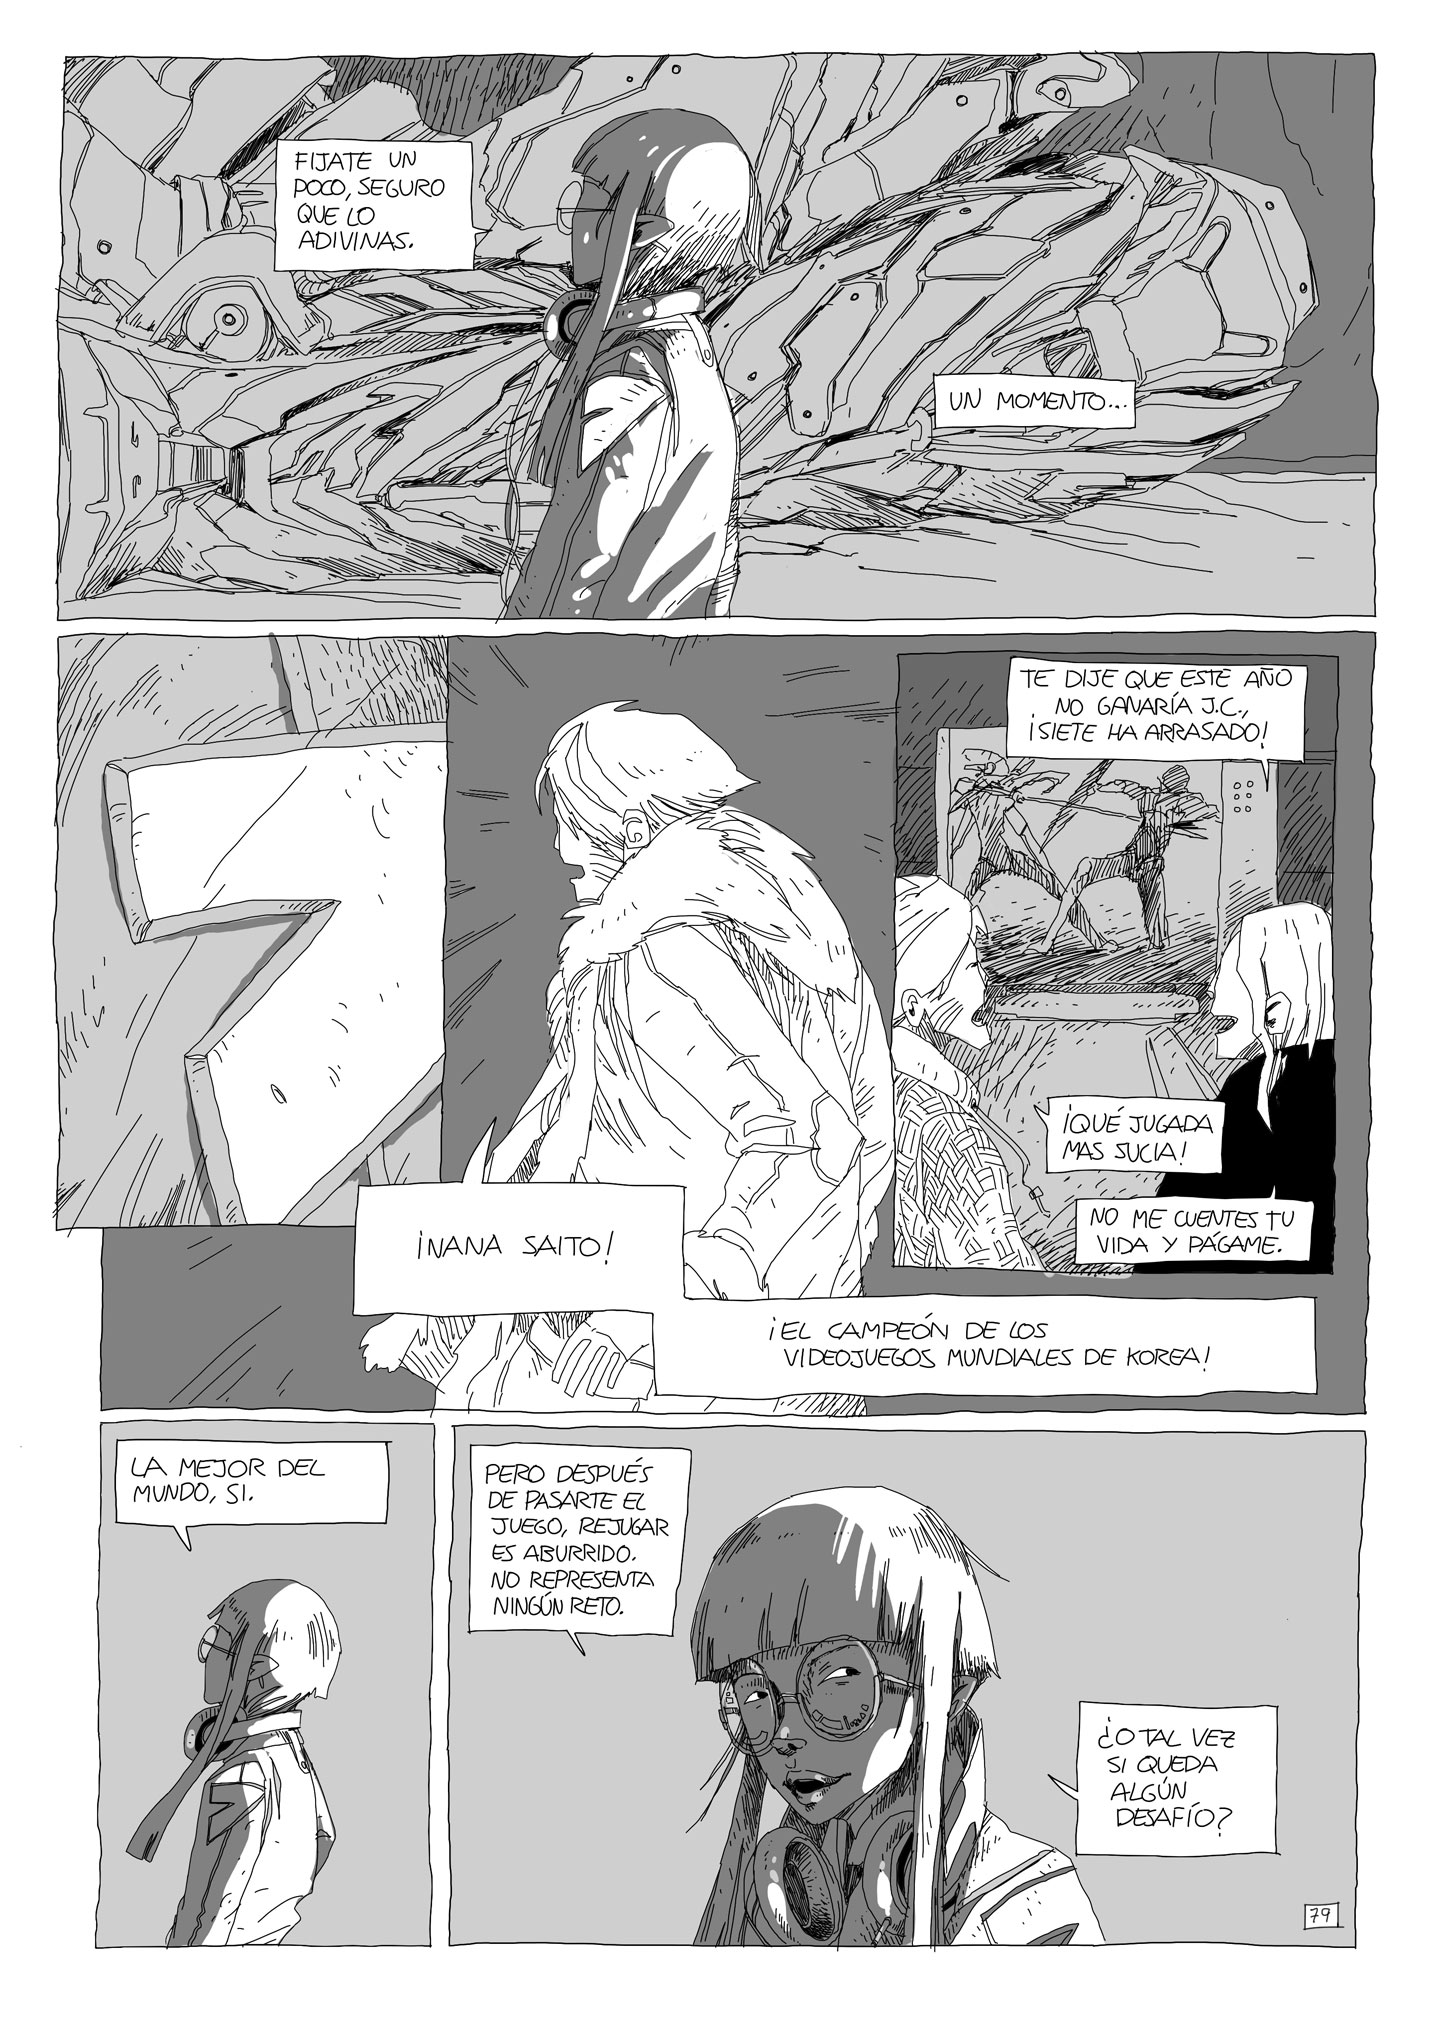 FIJATE UN
POCO, SEGURO
QUE LO
ADIVINAS.
UN MOMENTO...
TE DIJE QUE ESTE AÑO
NO GANARÍA J.C.,
¡SIETE HA ARRASADO!
¡QUÉ JUGADA
MAS SUCIA!
NO ME CUENTES TU
VIDA Y PÁGAME.
¡NANA SAITO!
¡EL CAMPEÓN DE LOS
VIDEOJUEGOS MUNDIALES DE KOREA!
LA MEJOR DEL
MUNDO, SI.
PERO DESPUÉS
DE PASARTE EL
JUEGO, REJUGAR
ES ABURRIDO.
NO REPRESENTA
NINGÚN RETO.
¿O TAL VEZ
SI QUEDA
ALGÚN
DESAFÍO?
79